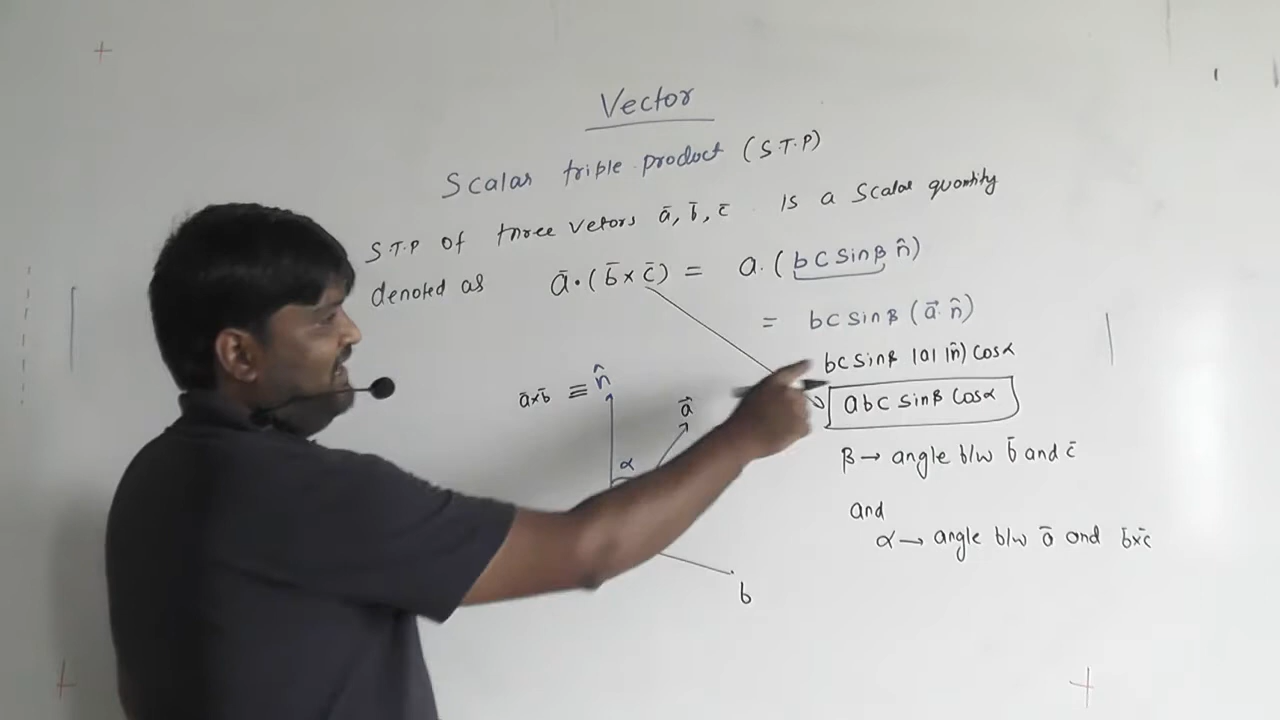 Vector
Scalar triple product (S.T.P)
S.T.P of three vetors ā, b̄, c̄ Is a Scalar quantity
denoted as ā·(b̄×c̄) = a.(bc sinβ n̂)
= bc sinβ (a⃗.n̂)
bc sinβ |a| |n̂) cosα
abc sinβ cosα
ā×b̄ ≡ n̂
a⃗
α
b
β→ angle b/w b̄ and c̄
and
α→ angle b/w ā and b̄×c̄